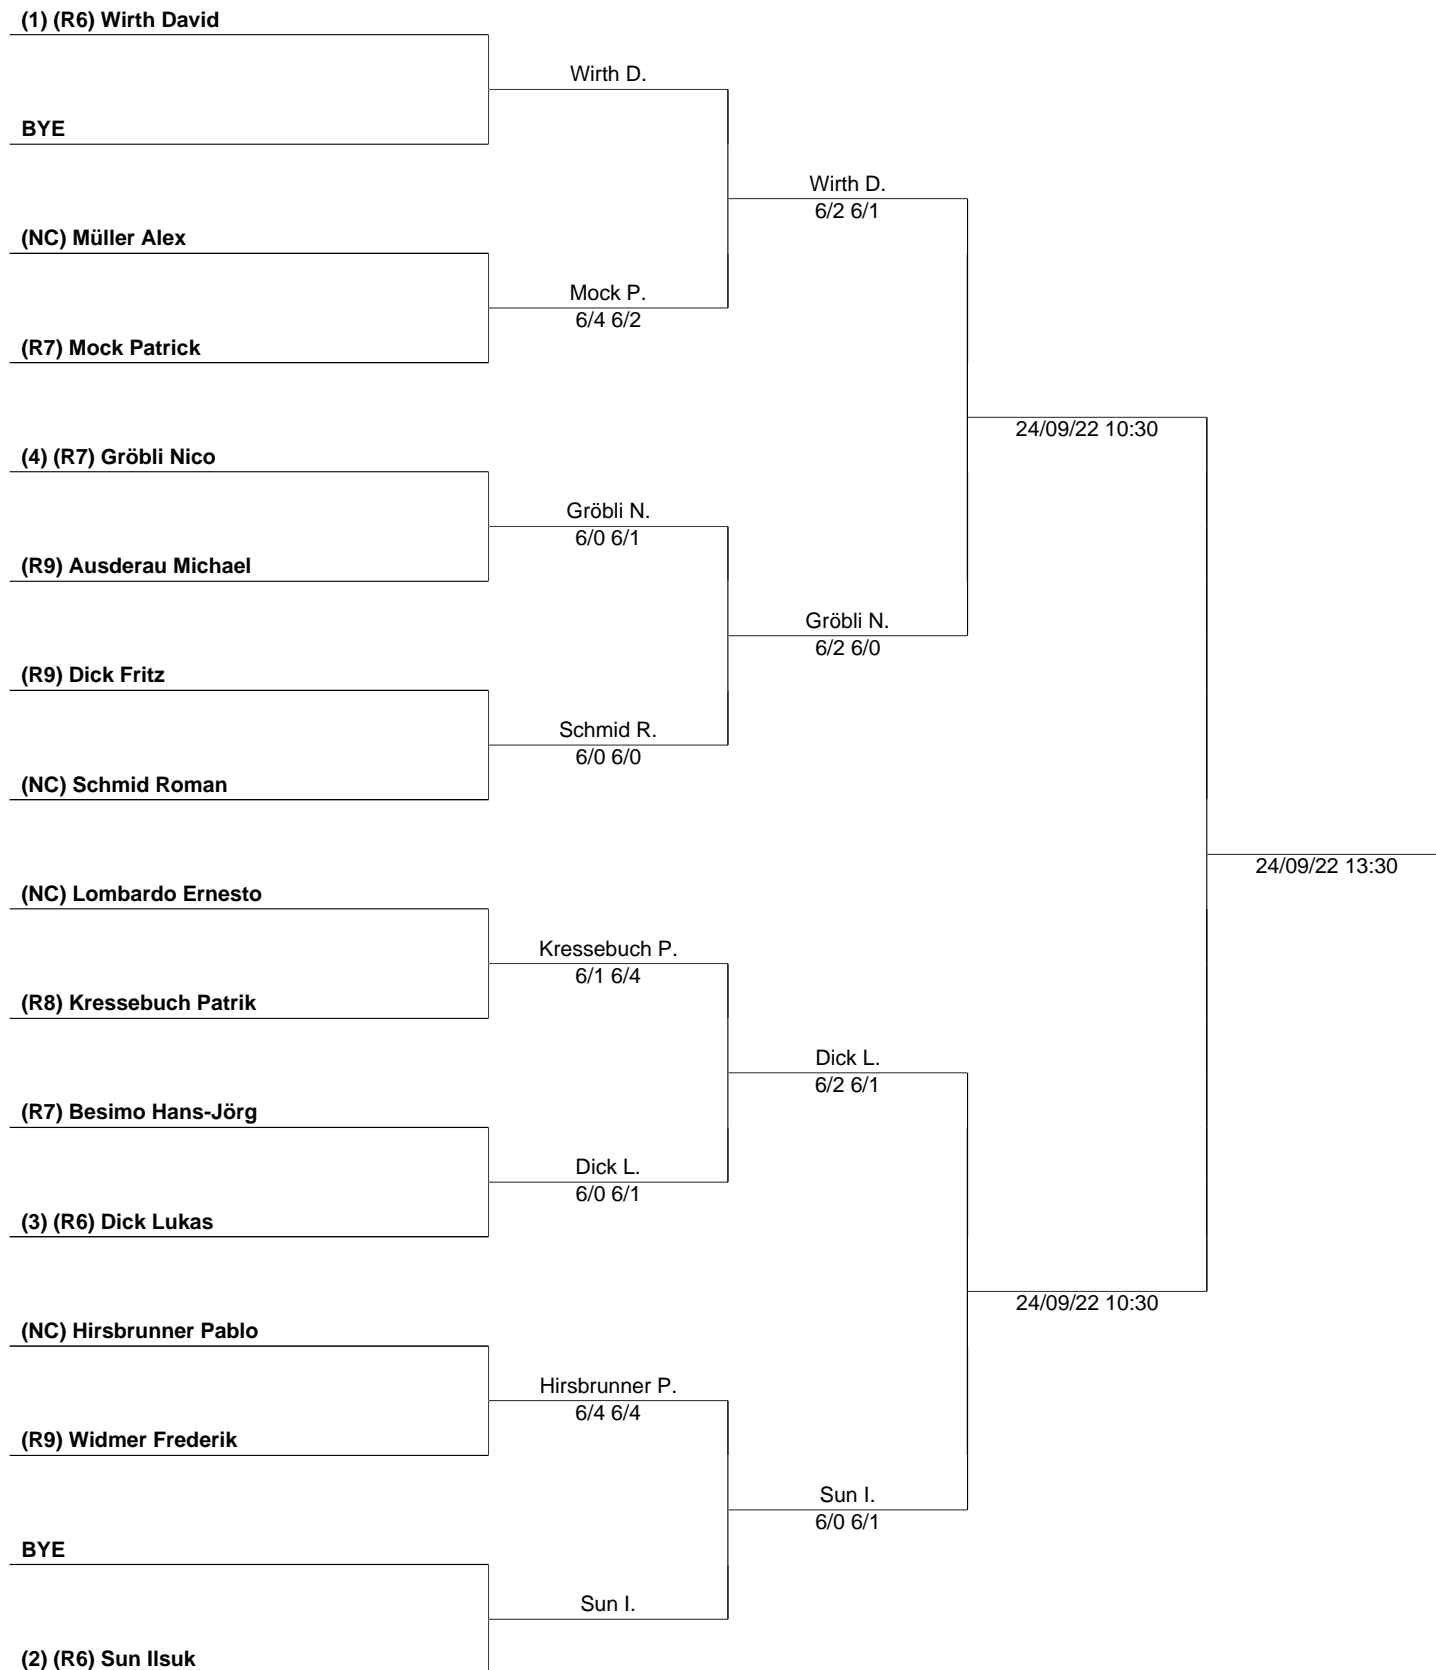 (1) (R6) Wirth David
Wirth D.
BYE
Wirth D.
6/2 6/1
(NC) Müller Alex
Mock P.
6/4 6/2
(R7) Mock Patrick
24/09/22 10:30
(4) (R7) Gröbli Nico
Gröbli N.
6/0 6/1
(R9) Ausderau Michael
Gröbli N.
6/2 6/0
(R9) Dick Fritz
Schmid R.
6/0 6/0
(NC) Schmid Roman
24/09/22 13:30
(NC) Lombardo Ernesto
Kressebuch P.
6/1 6/4
(R8) Kressebuch Patrik
Dick L.
6/2 6/1
(R7) Besimo Hans-Jörg
Dick L.
6/0 6/1
(3) (R6) Dick Lukas
24/09/22 10:30
(NC) Hirsbrunner Pablo
Hirsbrunner P.
6/4 6/4
(R9) Widmer Frederik
Sun I.
6/0 6/1
BYE
Sun I.
(2) (R6) Sun Ilsuk